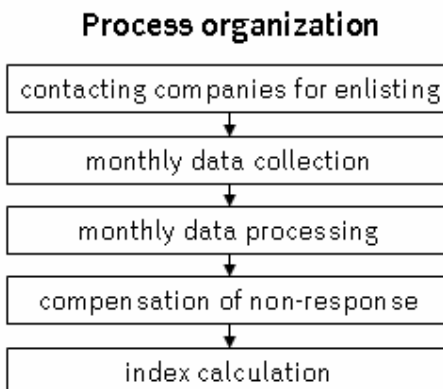 Process organization
contacting companies for enlisting
monthly data collection
monthly data processing
compensation of non-response
index calculation